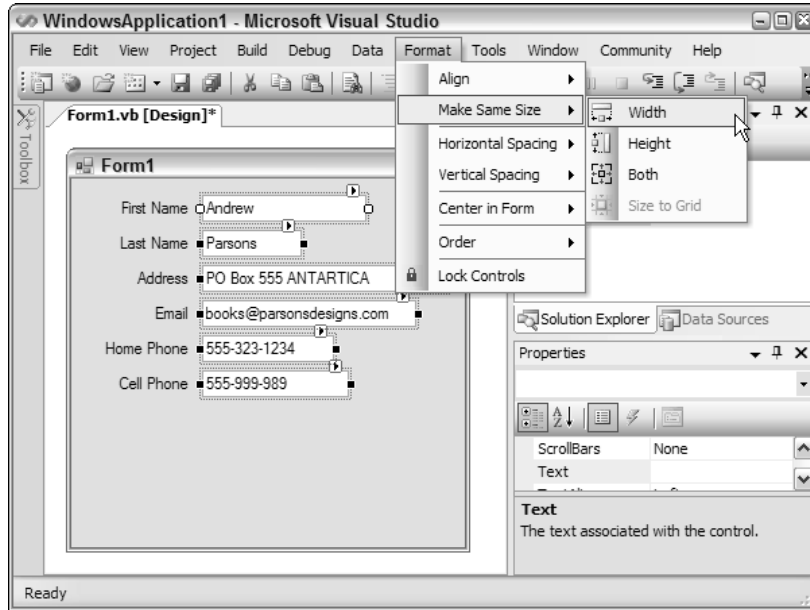 WindowsApplication1 - Microsoft Visual Studio
File Edit View Project Build Debug Data Format Tools Window Community Help
Toolbox
Form1.vb [Design]*
Align
Make Same Size
Horizontal Spacing
Vertical Spacing
Center in Form
Order
Lock Controls
Width
Height
Both
Size to Grid
Form1
First Name Andrew
Last Name Parsons
Address PO Box 555 ANTARTICA
Email books@parsonsdesigns.com
Home Phone 555-323-1234
Cell Phone 555-999-989
Solution Explorer Data Sources
Properties
ScrollBars None
Text
Text
The text associated with the control.
Ready